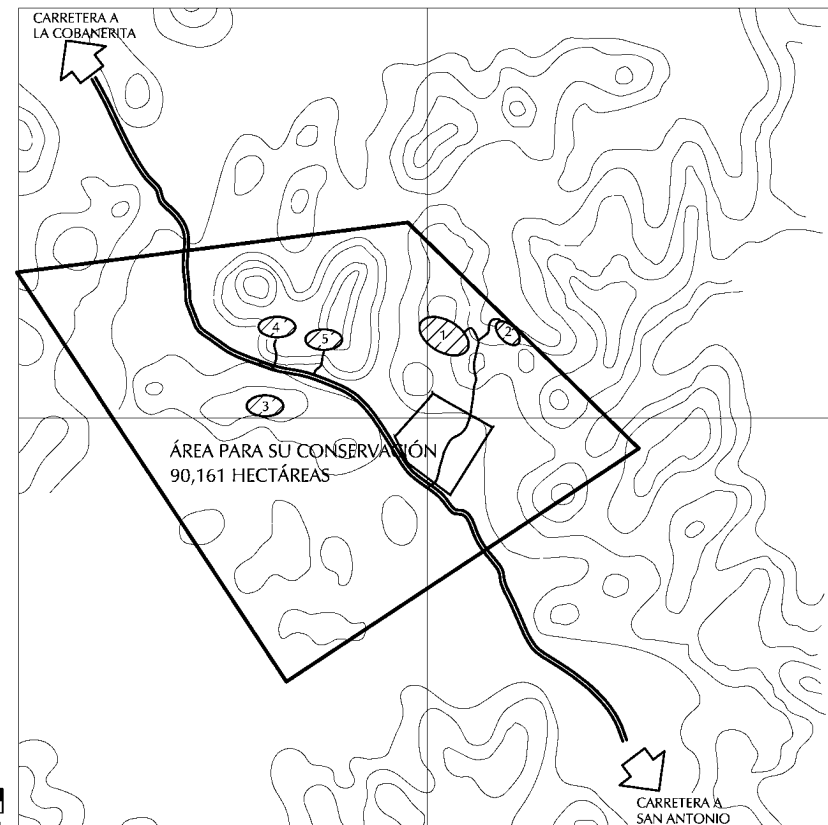 CARRETERA A
LA COBANERITA
4
5
1
2
3
ÁREA PARA SU CONSERVACIÓN
90,161 HECTÁREAS
CARRETERA A
SAN ANTONIO